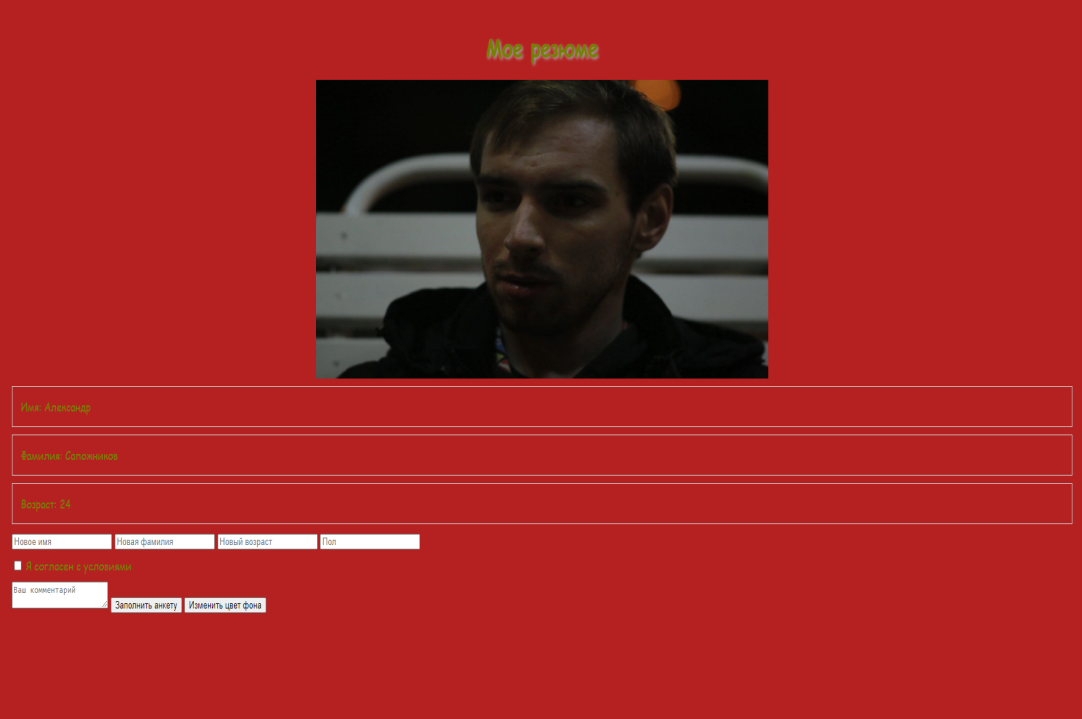 Мое резюме
Имя: Александр
Фамилия: Сапожников
Возраст: 24
Новое имя Новая фамилия Новый возраст Пол
Я согласен с условиями
Ваш комментарий Заполнить анкету Изменить цвет фона